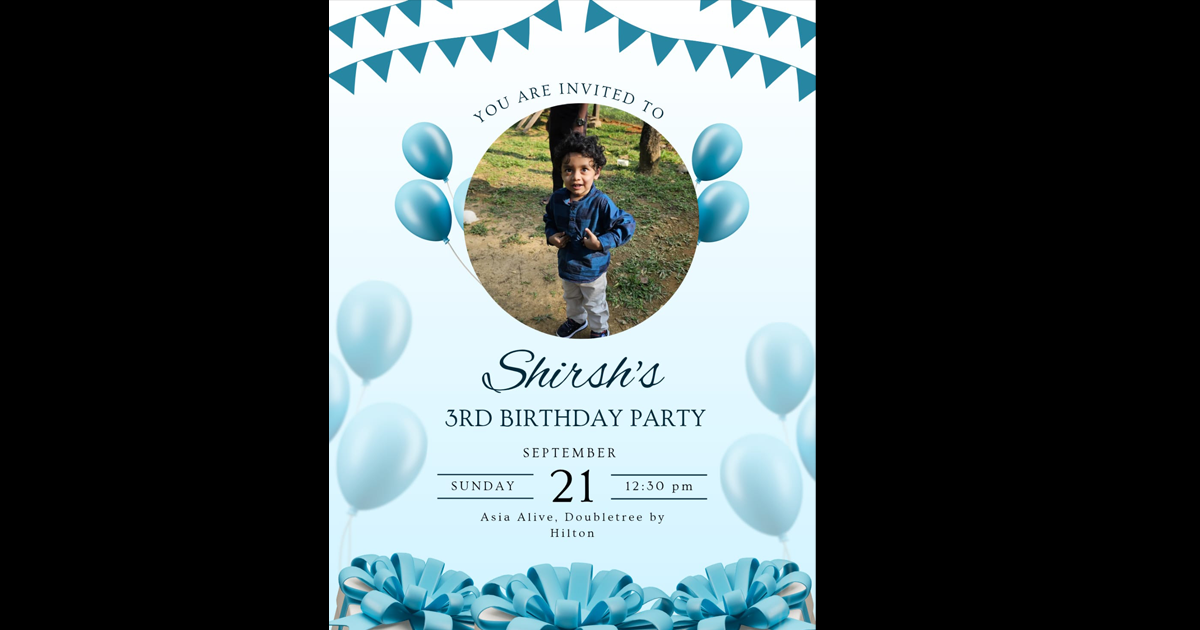 YOU ARE INVITED TO
Shirsh's
3RD BIRTHDAY PARTY
SEPTEMBER
SUNDAY 21 12:30 pm
Asia Alive, Doubletree by
Hilton